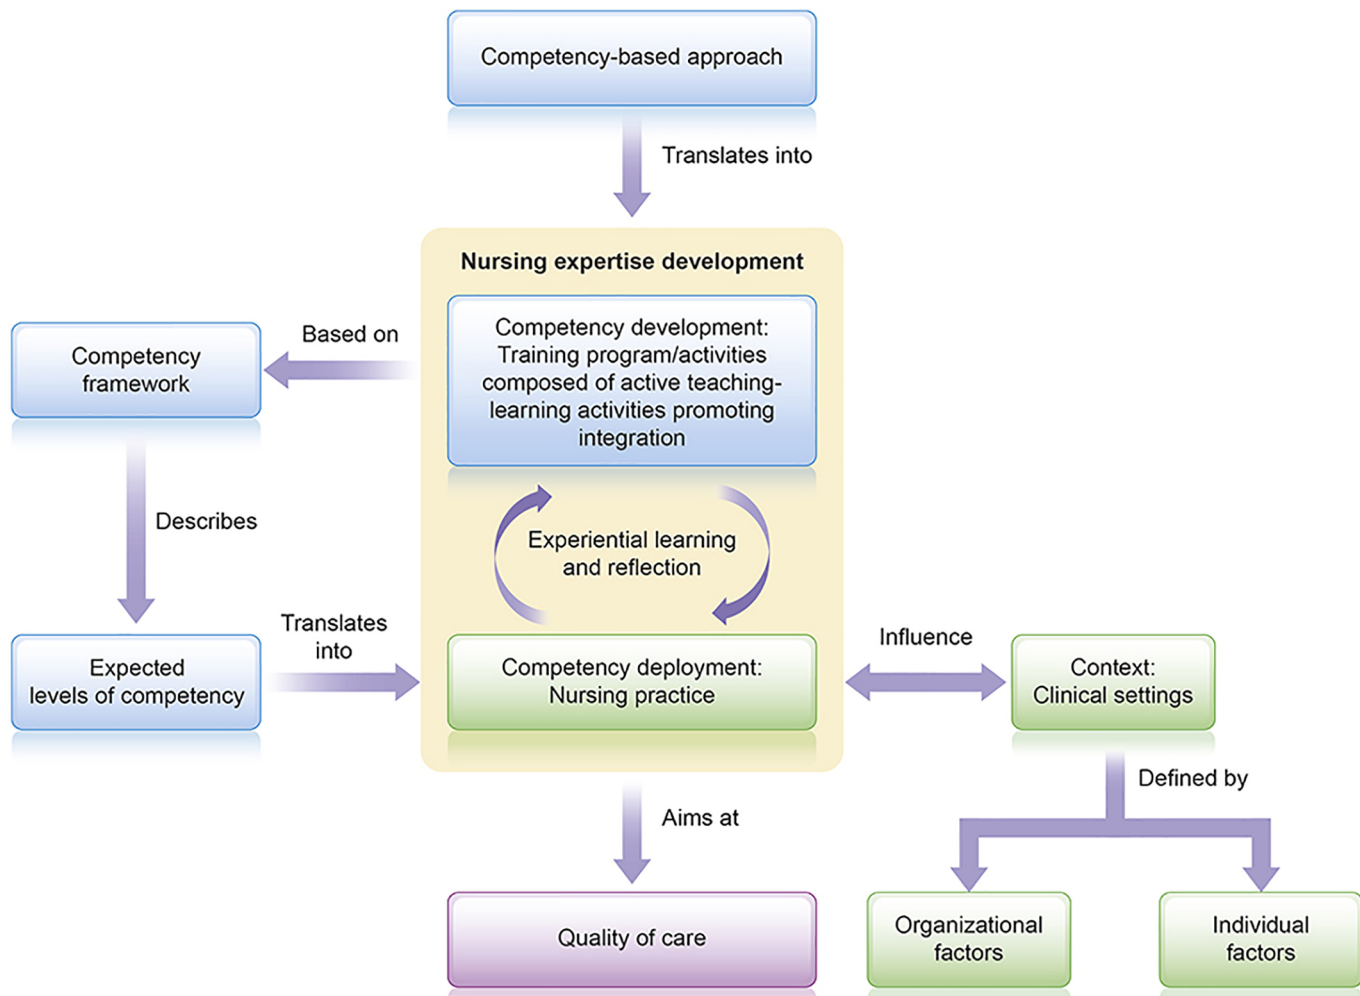 Competency-based approach
Translates into
Nursing expertise development
Competency development:
Training program/activities
composed of active teaching-
learning activities promoting
integration
Based on
Competency
framework
Describes
Experiential learning
and reflection
Translates
into
Expected
levels of competency
Competency deployment:
Nursing practice
Influence
Context:
Clinical settings
Defined by
Aims at
Quality of care
Organizational
factors
Individual
factors